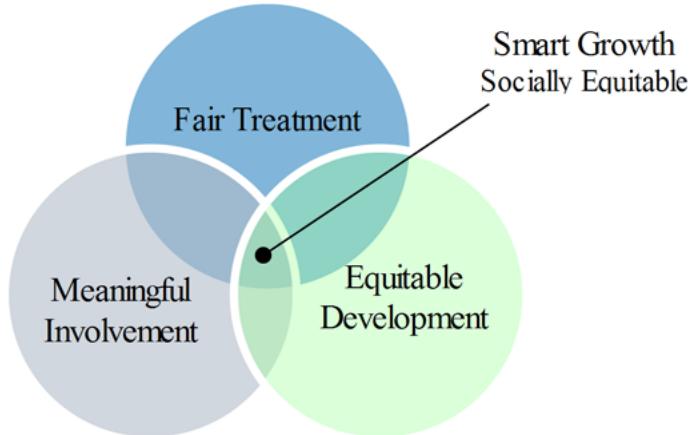 Smart Growth
Socially Equitable
Fair Treatment
Meaningful
Involvement
Equitable
Development